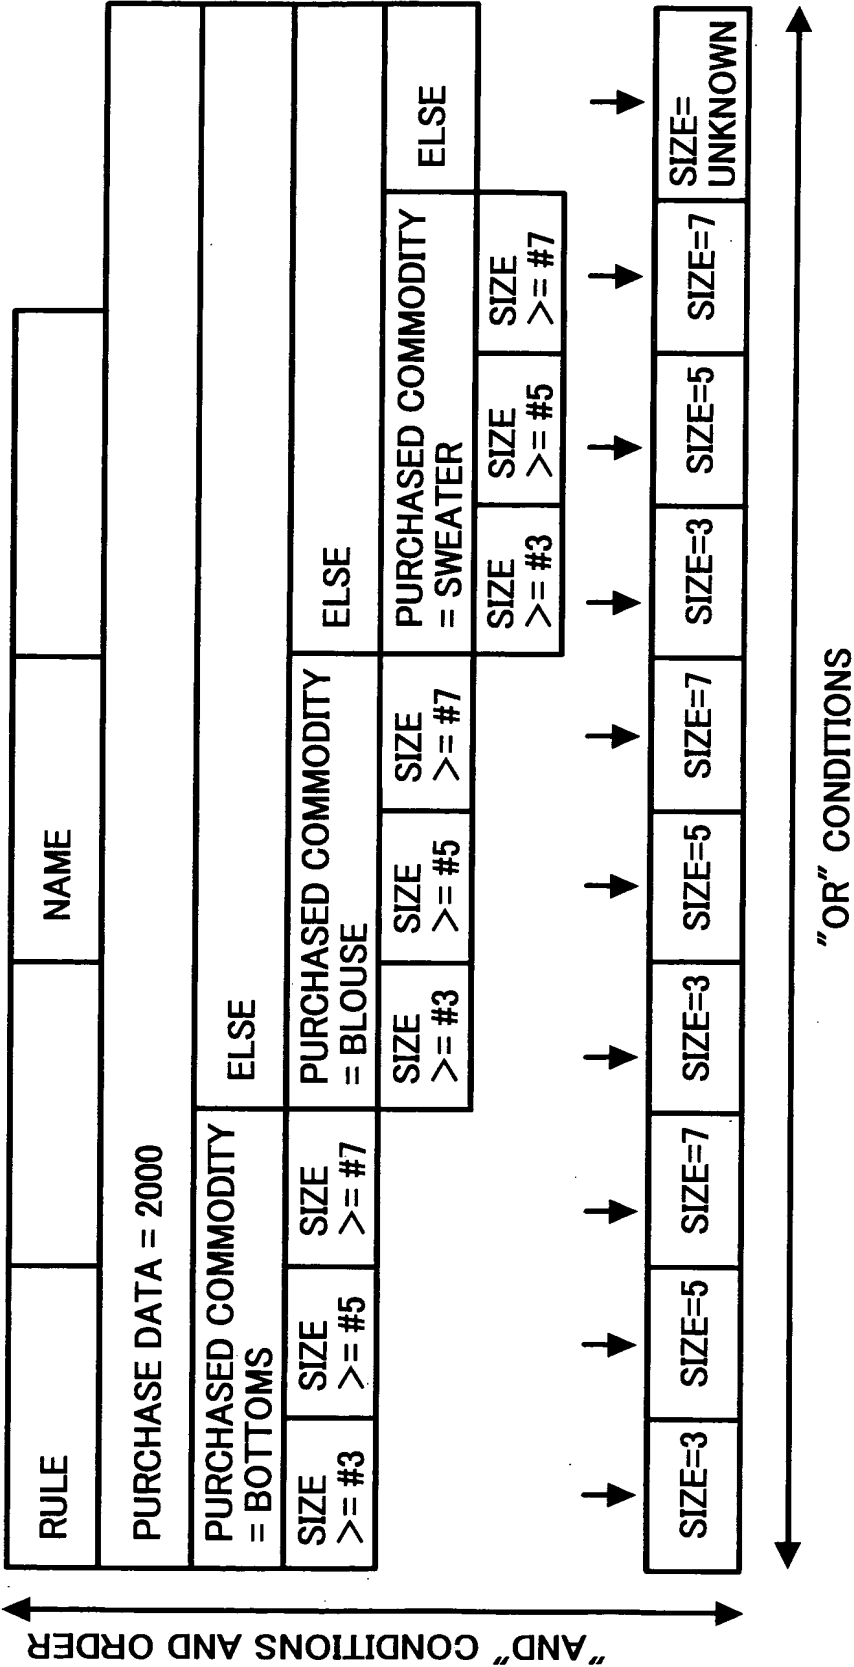 RULE
NAME
PURCHASE DATA = 2000
PURCHASED COMMODITY
= BOTTOMS
ELSE
SIZE
>= #3
SIZE
>= #5
SIZE
>= #7
PURCHASED COMMODITY
= BLOUSE
ELSE
SIZE
>= #3
SIZE
>= #5
SIZE
>= #7
PURCHASED COMMODITY
= SWEATER
ELSE
SIZE
>= #3
SIZE
>= #5
SIZE
>= #7
SIZE=3
SIZE=5
SIZE=7
SIZE=3
SIZE=5
SIZE=7
SIZE=3
SIZE=5
SIZE=7
SIZE=
UNKNOWN
"OR" CONDITIONS
"AND" CONDITIONS AND ORDER